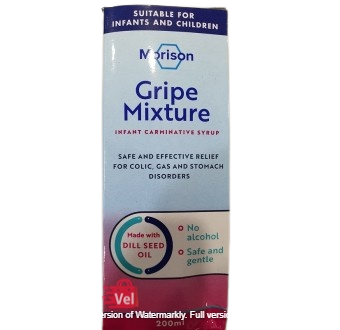 SUITABLE FOR
INFANTS AND CHILDREN
Morison
Gripe
Mixture
INFANT CARMINATIVE SYRUP
SAFE AND EFFECTIVE RELIEF
FOR COLIC, GAS AND STOMACH
DISORDERS
Made with
DILL SEED
OIL
No
alcohol
Safe and
gentle
Vel
ersion of Watermarkly. Full versi
200ml